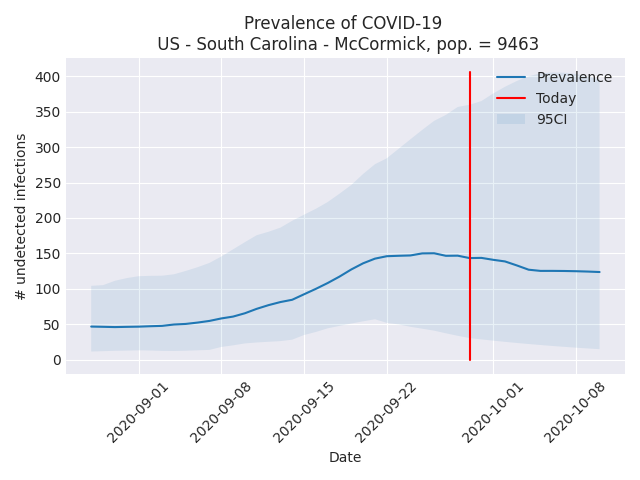 Prevalence of COVID-19
US - South Carolina - McCormick, pop. = 9463
Prevalence
Today
95CI
# undetected infections
400
350
300
250
200
150
100
50
0
2020-09-01
2020-09-08
2020-09-15
2020-09-22
2020-10-01
2020-10-08
Date